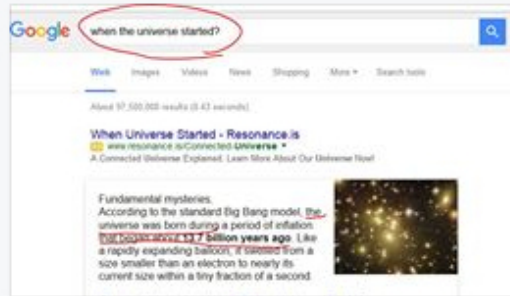 Google
when the universe started?
Web Images Videos News Shopping More Search tools
About 97,500,000 results (0.43 seconds)
When Universe Started - Resonance.is
www.resonance.is/Connected-Universe
A Connected Universe Explained. Learn More About Our Universe Now!
Fundamental mysteries.
According to the standard Big Bang model, the
universe was born during a period of inflation
that began about 13.7 billion years ago. Like
a rapidly expanding balloon, it swelled from a
size smaller than an electron to nearly its
current size within a tiny fraction of a second.